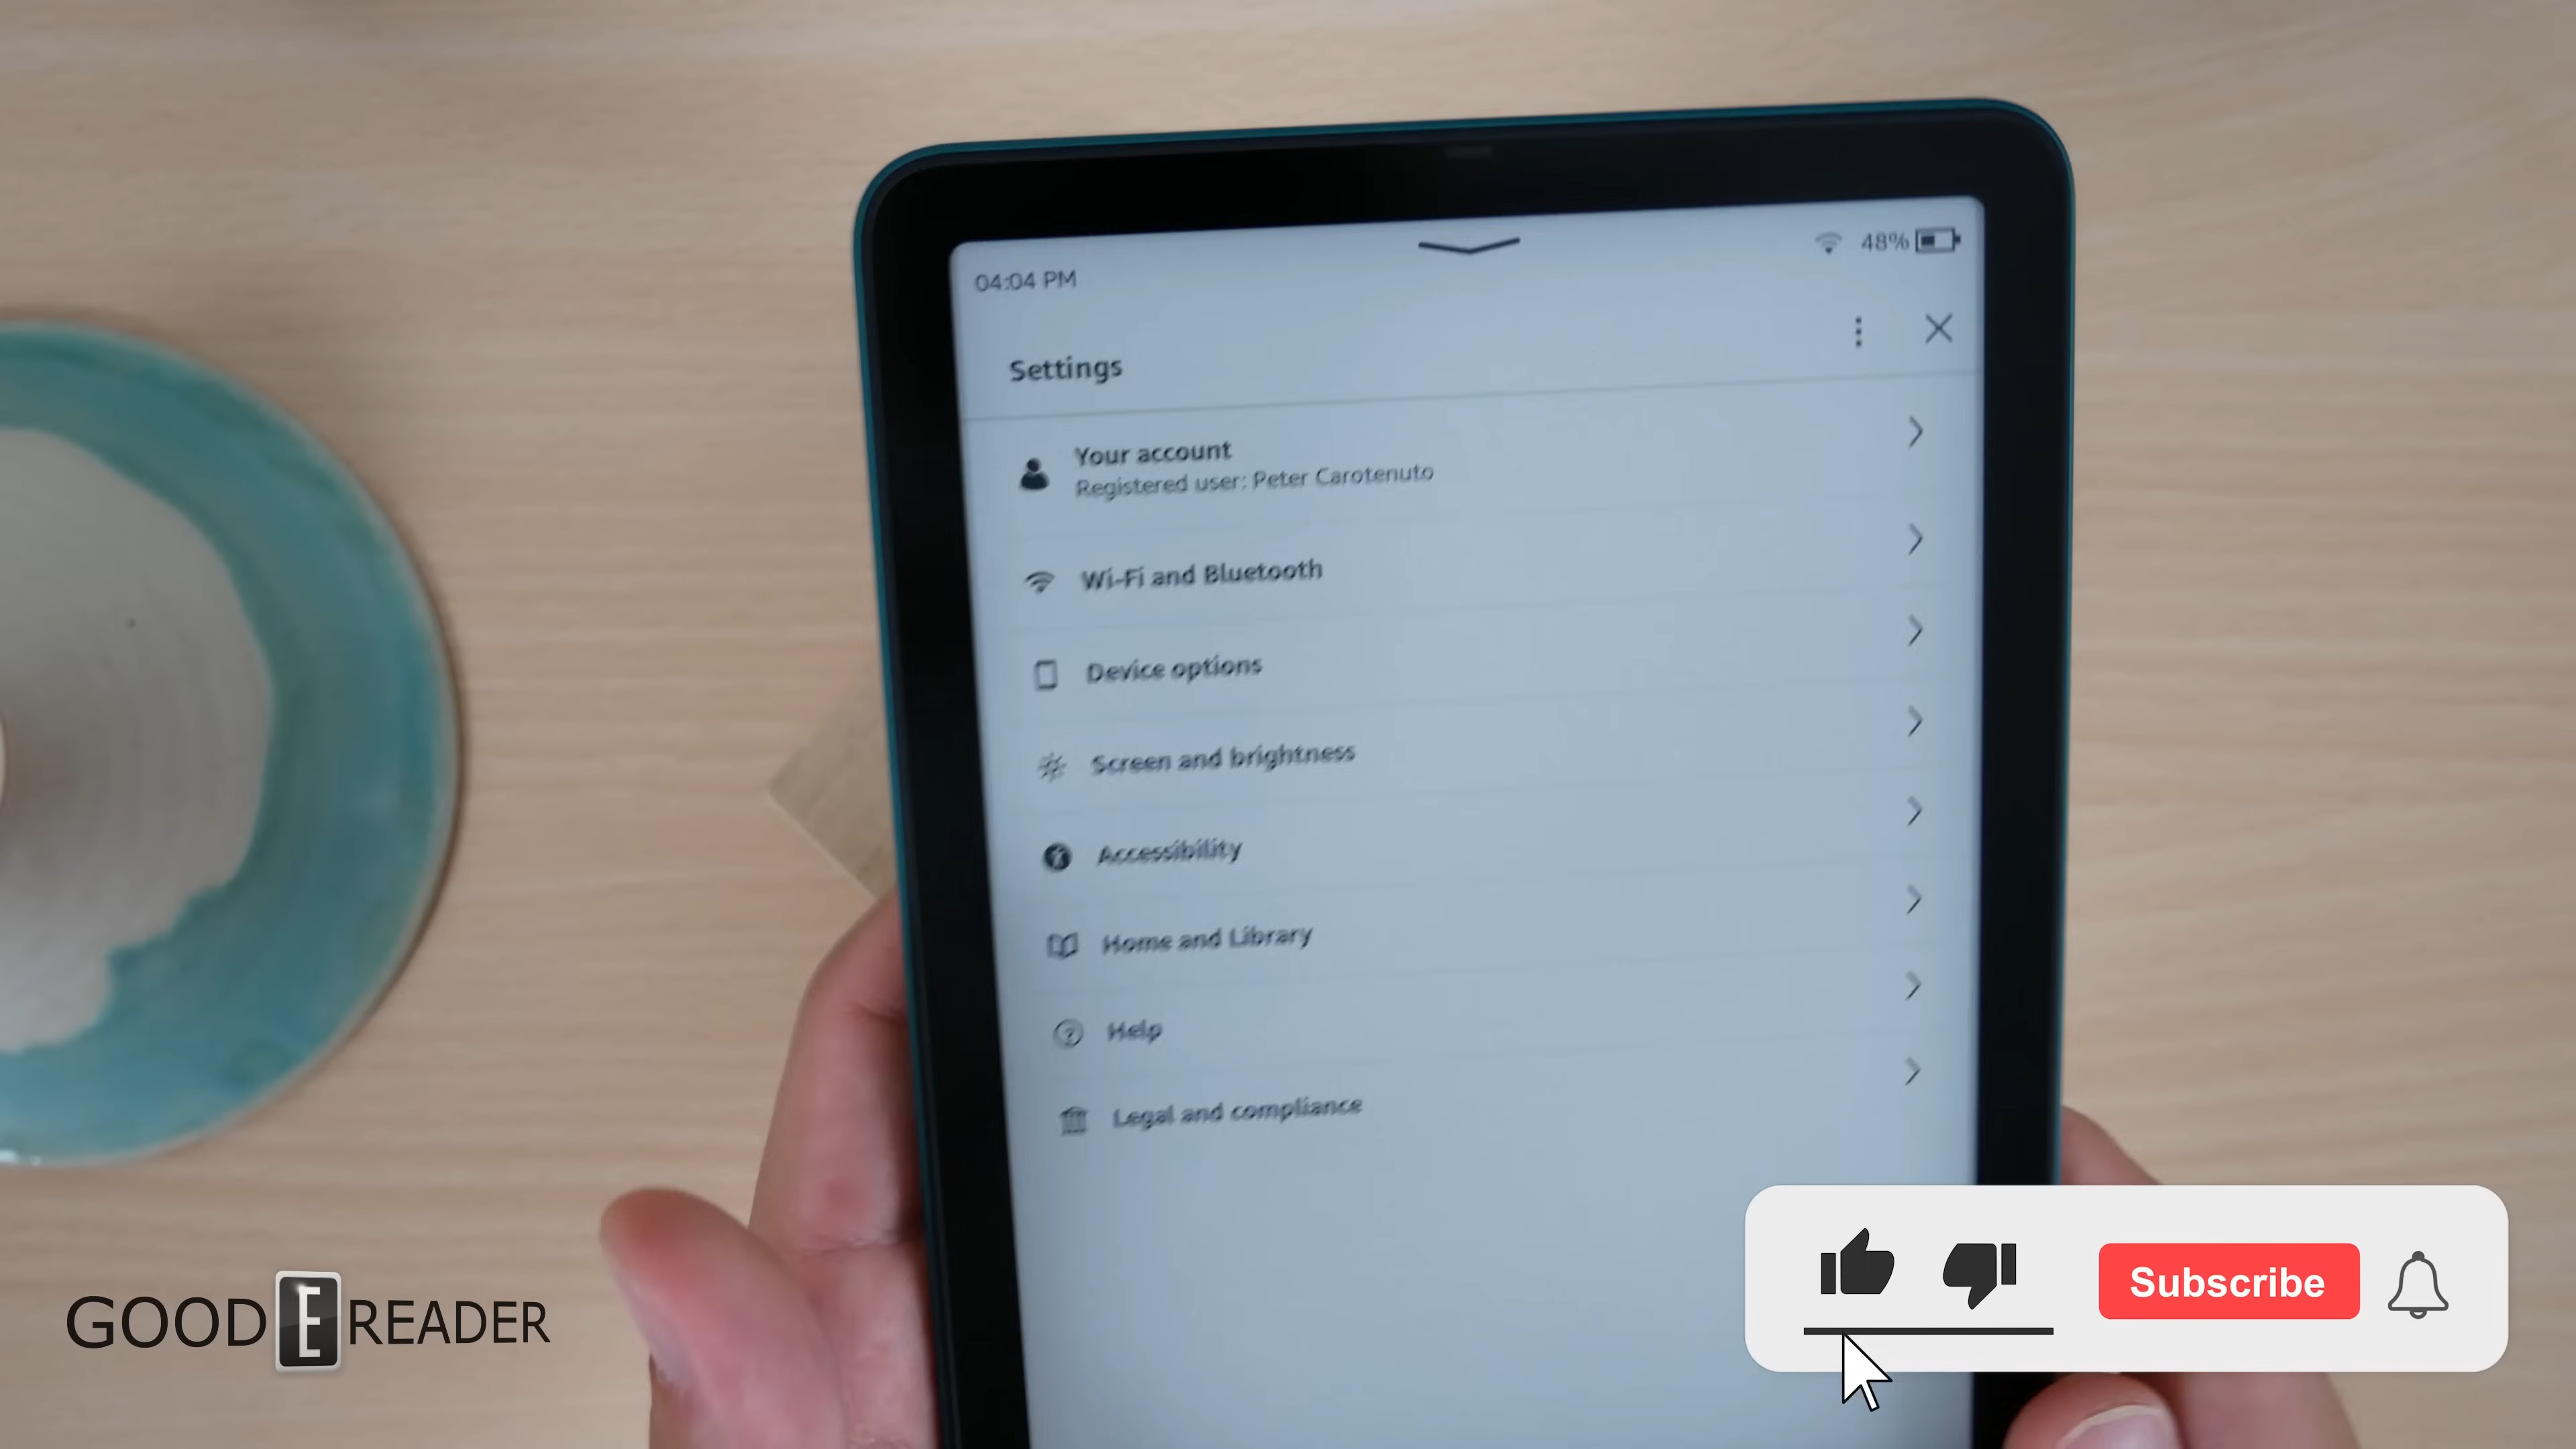 04:04 PM
48%
Settings
Your account
Registered user: Peter Carotenuto
Wi-Fi and Bluetooth
Device options
Screen and brightness
Accessibility
Home and Library
Help
Legal and compliance
GOOD E READER
Subscribe